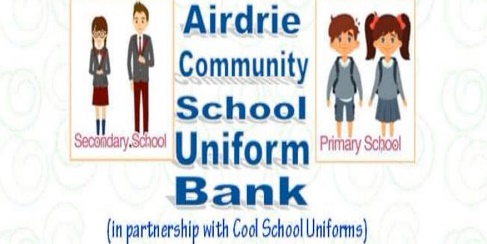 Airdrie
Community
School
Uniform
Bank
Secondary.School
Primary School
(in partnership with Cool School Uniforms)